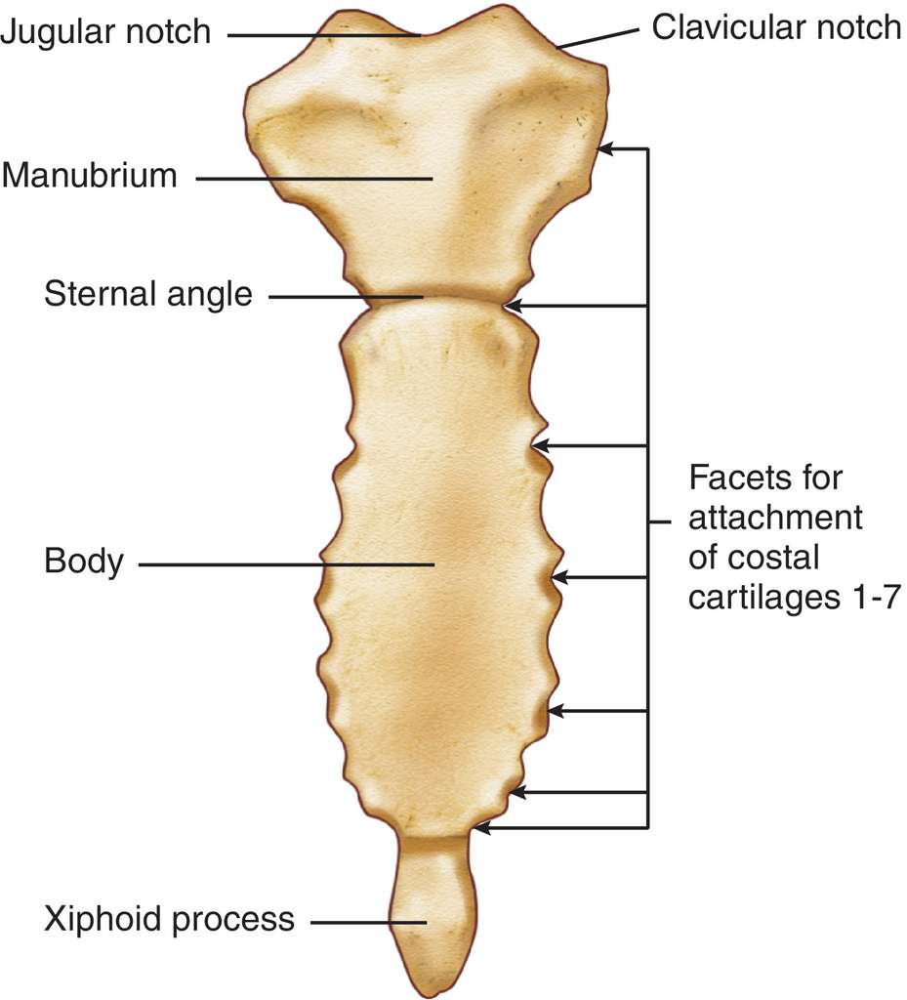 Jugular notch
Clavicular notch
Manubrium
Sternal angle
Facets for
attachment
of costal
cartilages 1-7
Body
Xiphoid process